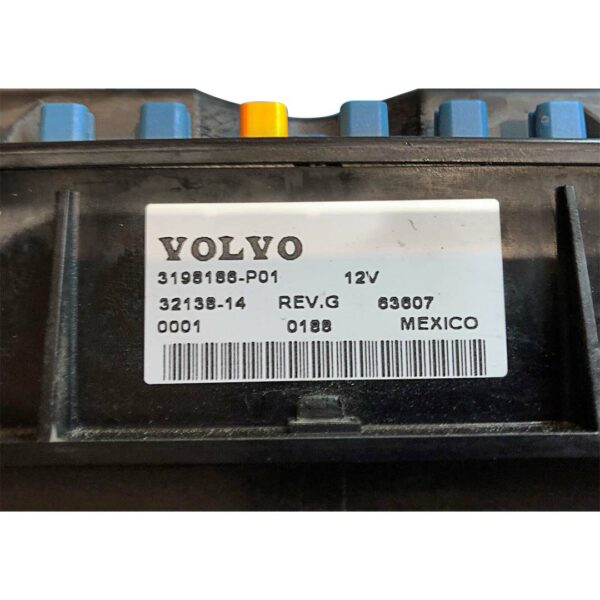 VOLVO
3198186-P01 12V
32138-14 REV.G 63607
0001 0188 MEXICO